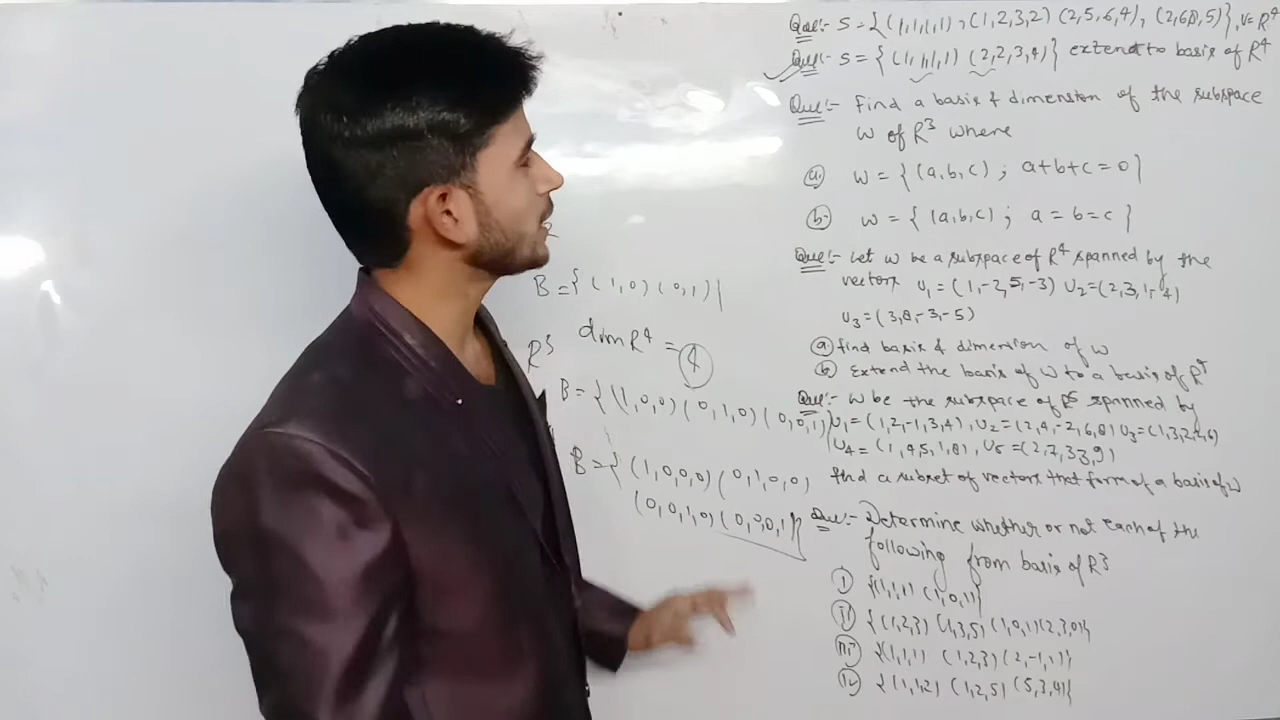 Que:- S = {(1,1,1,1), (1,2,3,2) (2,5,6,4), (2,6,8,5)}, V = R⁴
Que:- S = {(1,1,1,1) (2,2,3,4)} extend to basis of R⁴
Que:- Find a basis & dimension of the subspace
W of R³ where
(a) W = {(a,b,c) ; a+b+c=0}
(b) W = {(a,b,c) ; a=b=c}
Que:- Let W be a subspace of R⁴ spanned by the
vectors U₁ = (1,-2,5,-3) U₂ = (2,3,1,-4)
U₃ = (3,8,-3,-5)
(a) find basis & dimension of W
(b) Extend the basis of W to a basis of R⁴
Que:- W be the subspace of R⁵ spanned by
U₁ = (1,2,-1,3,4), U₂ = (2,4,-2,6,8) U₃ = (1,3,2,2,6)
U₄ = (1,4,5,1,8), U₅ = (2,7,3,3,9)
find a subset of vectors that form of a basis of W
Que:- Determine whether or not each of the
following from basis of R³
(i) {(1,1,1) (1,0,1)}
(ii) {(1,2,3) (1,3,5) (1,0,1) (2,3,0)}
(iii) {(1,1,1) (1,2,3) (2,-1,1)}
(iv) {(1,1,2) (1,2,5) (5,3,4)}
B = {(1,0) (0,1)}
R³ dim R⁴ = 4
B = {(1,0,0) (0,1,0) (0,0,1)}
B = {(1,0,0,0) (0,1,0,0)
(0,0,1,0) (0,0,0,1)}